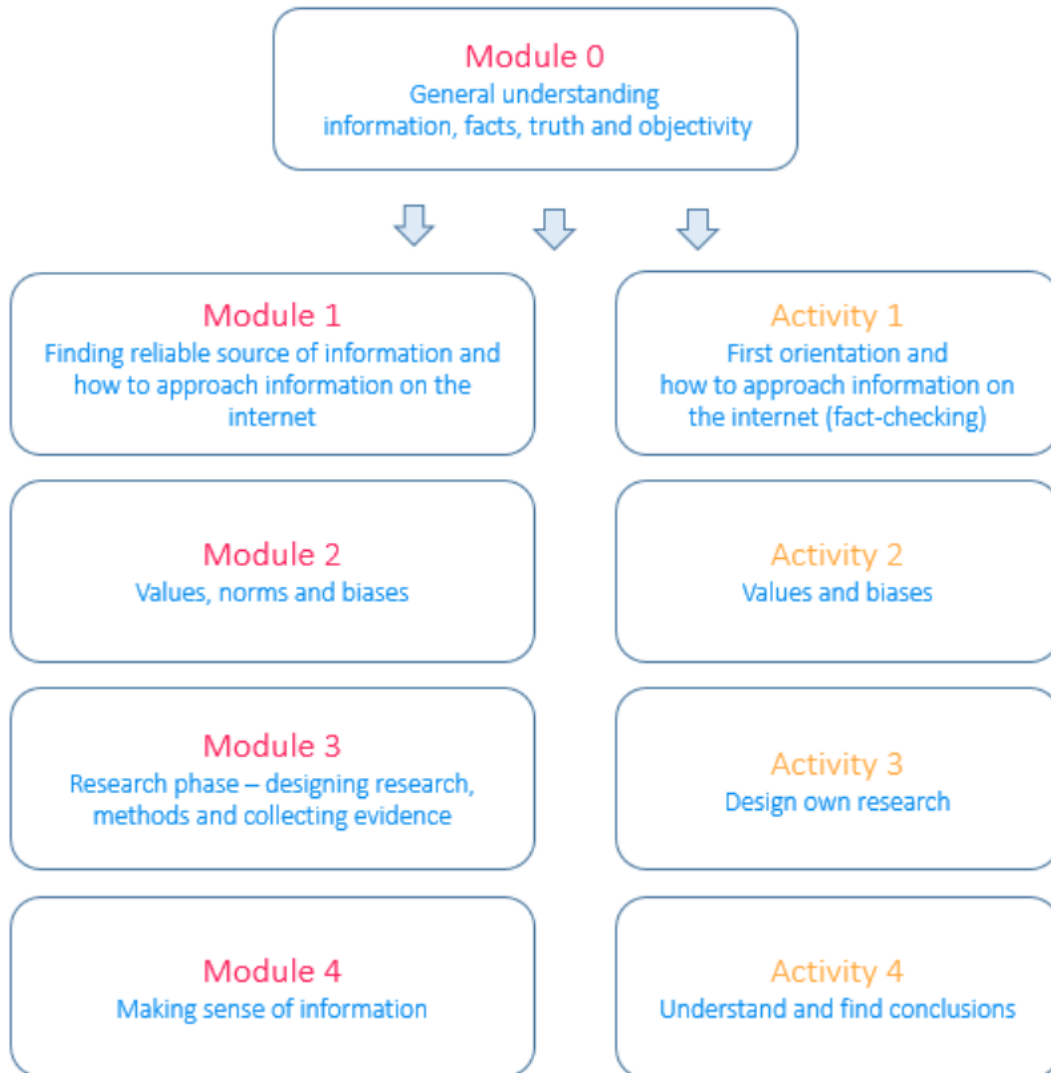 Module 0
General understanding
information, facts, truth and objectivity
Module 1
Finding reliable source of information and
how to approach information on the
internet
Activity 1
First orientation and
how to approach information on
the internet (fact-checking)
Module 2
Values, norms and biases
Activity 2
Values and biases
Module 3
Research phase – designing research,
methods and collecting evidence
Activity 3
Design own research
Module 4
Making sense of information
Activity 4
Understand and find conclusions